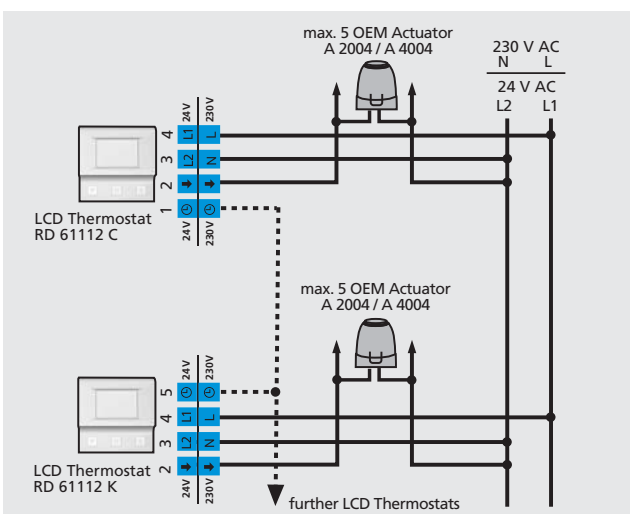 max. 5 OEM Actuator
A 2004 / A 4004
230 V AC
N L
24 V AC
L2 L1
24V 230V
4 L1 L
3 L2 N
2
1
24V 230V
LCD Thermostat
RD 61112 C
max. 5 OEM Actuator
A 2004 / A 4004
24V 230V
5
4 L1 L
3 L2 N
2
24V 230V
LCD Thermostat
RD 61112 K
further LCD Thermostats